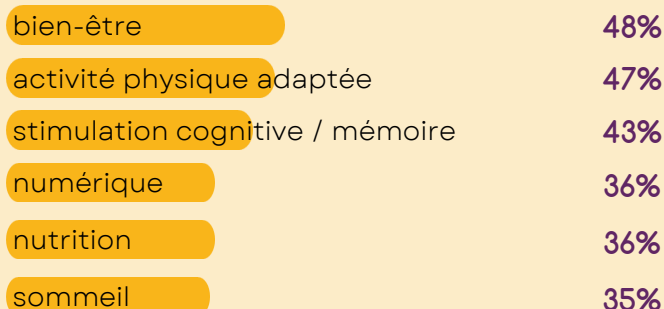 bien-être 48%
activité physique adaptée 47%
stimulation cognitive / mémoire 43%
numérique 36%
nutrition 36%
sommeil 35%